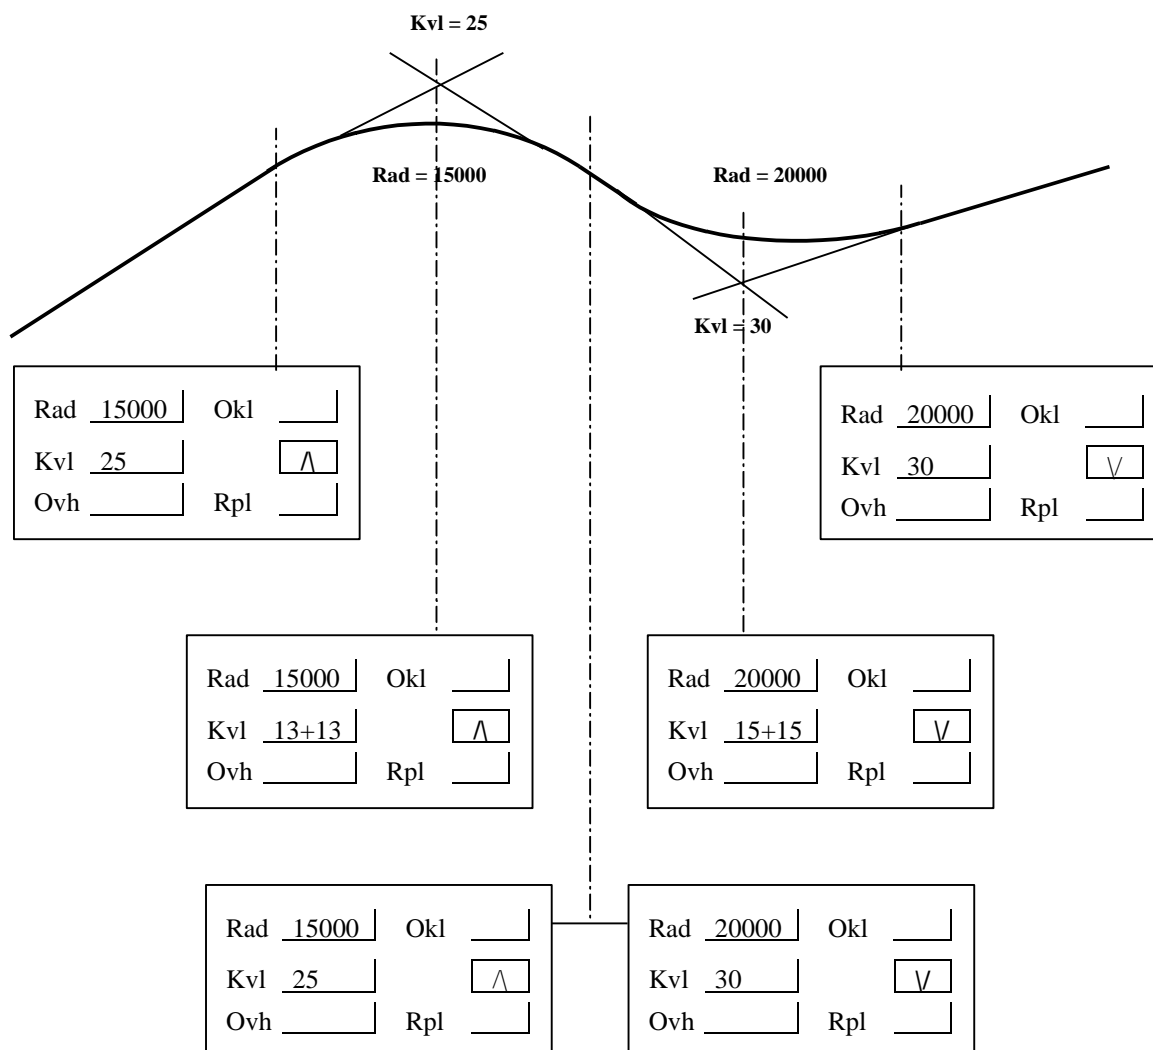 Kvl = 25
Rad = 15000
Rad = 20000
Kvl = 30
Rad 15000 Okl
Kvl 25 /\
Ovh Rpl
Rad 20000 Okl
Kvl 30 \/
Ovh Rpl
Rad 15000 Okl
Kvl 13+13 /\
Ovh Rpl
Rad 20000 Okl
Kvl 15+15 \/
Ovh Rpl
Rad 15000 Okl
Kvl 25 /\
Ovh Rpl
Rad 20000 Okl
Kvl 30 \/
Ovh Rpl